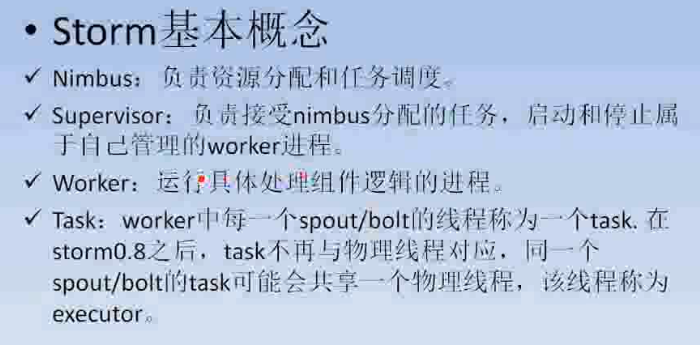 • Storm基本概念
✓ Nimbus：负责资源分配和任务调度。
✓ Supervisor：负责接受nimbus分配的任务，启动和停止属
于自己管理的worker进程。
✓ Worker：运行具体处理组件逻辑的进程。
✓ Task：worker中每一个spout/bolt的线程称为一个task. 在
storm0.8之后，task不再与物理线程对应，同一个
spout/bolt的task可能会共享一个物理线程，该线程称为
executor。